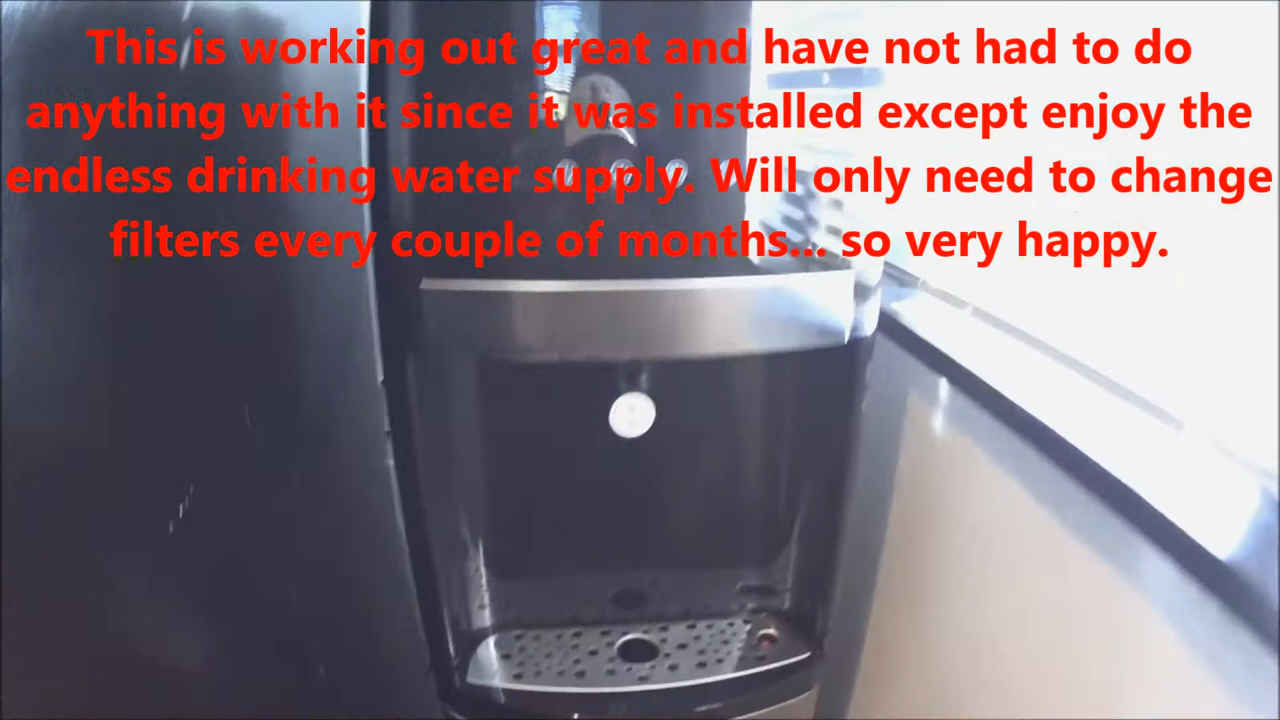 This is working out great and have not had to do
anything with it since it was installed except enjoy the
endless drinking water supply. Will only need to change
filters every couple of months... so very happy.